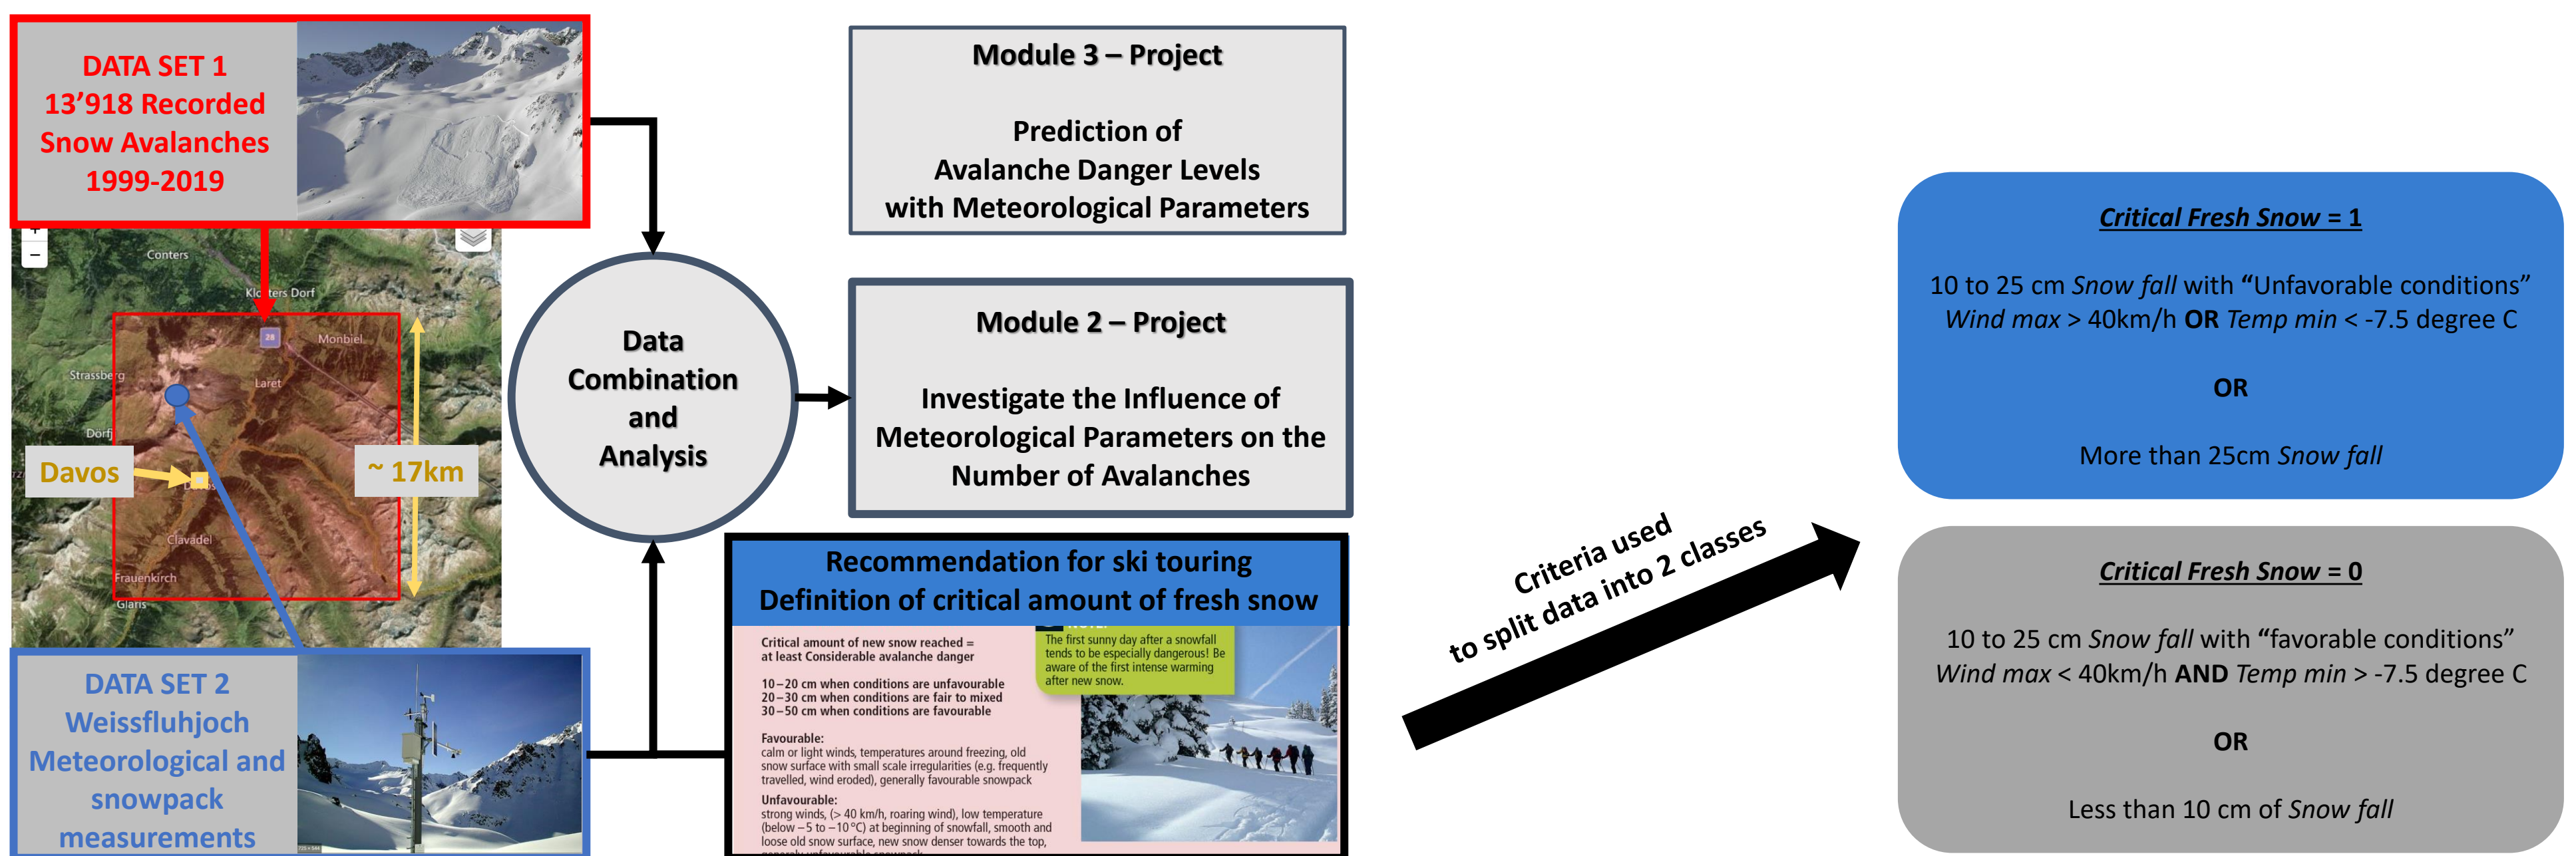 DATA SET 1
13’918 Recorded
Snow Avalanches
1999-2019
+
−
Conters
Klosters Dorf
28
Monbiel
Strassberg
Laret
Dörfj
Davos
Davos
~ 17km
Clavadel
Frauenkirch
Glaris
DATA SET 2
Weissfluhjoch
Meteorological and
snowpack
measurements
Data
Combination
and
Analysis
Module 3 – Project
Prediction of
Avalanche Danger Levels
with Meteorological Parameters
Module 2 – Project
Investigate the Influence of
Meteorological Parameters on the
Number of Avalanches
Recommendation for ski touring
Definition of critical amount of fresh snow
Critical amount of new snow reached =
at least Considerable avalanche danger
10–20 cm when conditions are unfavourable
20–30 cm when conditions are fair to mixed
30–50 cm when conditions are favourable
Favourable:
calm or light winds, temperatures around freezing, old
snow surface with small scale irregularities (e.g. frequently
travelled, wind eroded), generally favourable snowpack
Unfavourable:
strong winds, (> 40 km/h, roaring wind), low temperature
(below –5 to –10 °C) at beginning of snowfall, smooth and
loose old snow surface, new snow denser towards the top,
The first sunny day after a snowfall
tends to be especially dangerous! Be
aware of the first intense warming
after new snow.
Criteria used
to split data into 2 classes
Critical Fresh Snow = 1
10 to 25 cm Snow fall with “Unfavorable conditions”
Wind max > 40km/h OR Temp min < -7.5 degree C
OR
More than 25cm Snow fall
Critical Fresh Snow = 0
10 to 25 cm Snow fall with “favorable conditions”
Wind max < 40km/h AND Temp min > -7.5 degree C
OR
Less than 10 cm of Snow fall